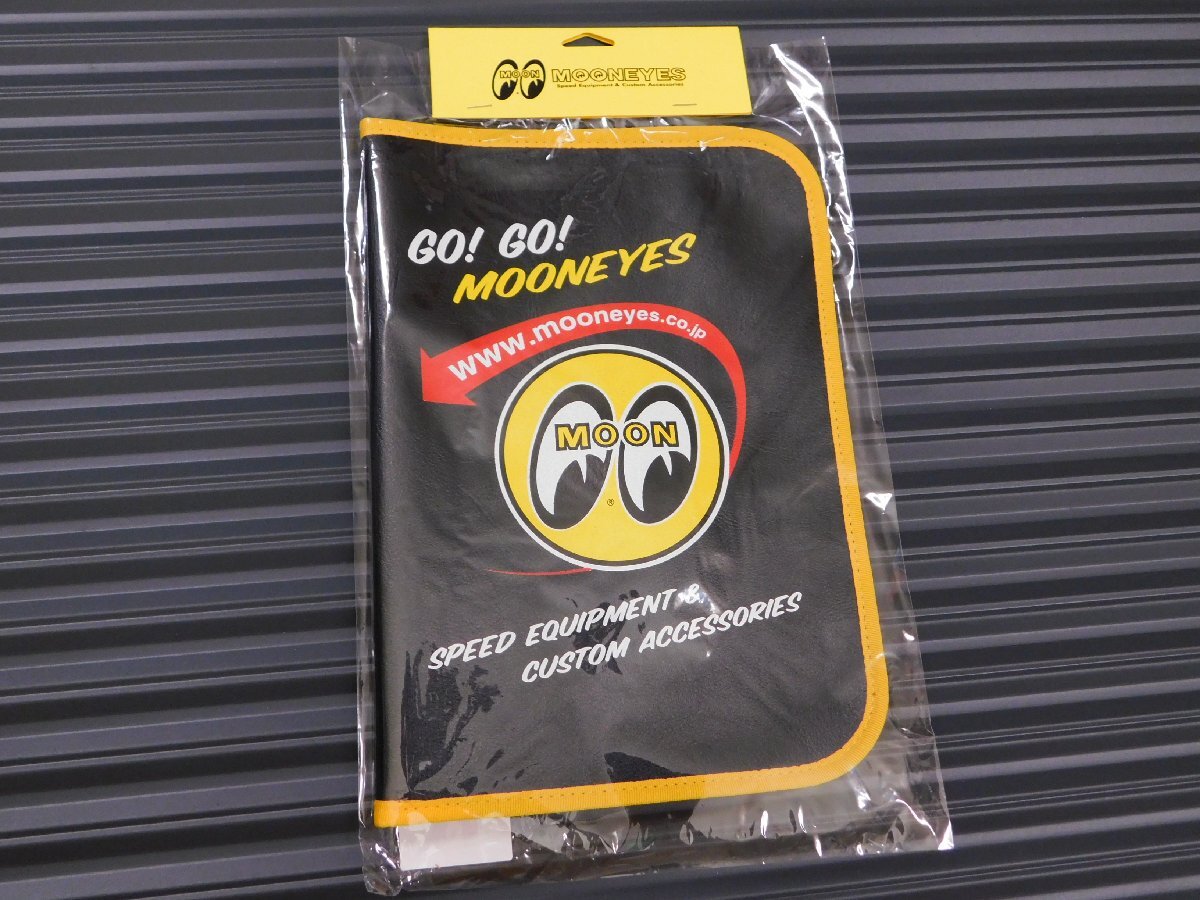 MOON MOONEYES
Speed Equipment & Custom Accessories
GO! GO!
MOONEYES
www.mooneyes.co.jp
MOON
®
SPEED EQUIPMENT &
CUSTOM ACCESSORIES